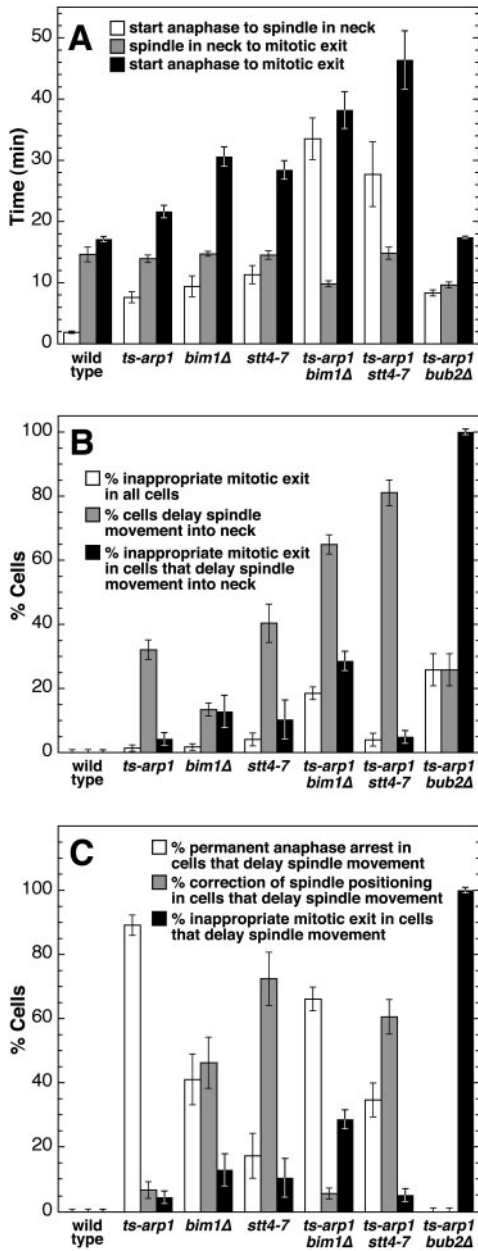 A
start anaphase to spindle in neck
spindle in neck to mitotic exit
start anaphase to mitotic exit
Time (min)
50
40
30
20
10
0
wild type
ts-arp1
bim1Δ
stt4-7
ts-arp1 bim1Δ
ts-arp1 stt4-7
ts-arp1 bub2Δ
B
% inappropriate mitotic exit
in all cells
% cells delay spindle
movement into neck
% inappropriate mitotic exit
in cells that delay spindle
movement into neck
% Cells
100
80
60
40
20
0
wild type
ts-arp1
bim1Δ
stt4-7
ts-arp1 bim1Δ
ts-arp1 stt4-7
ts-arp1 bub2Δ
C
% permanent anaphase arrest in
cells that delay spindle movement
% correction of spindle positioning
in cells that delay spindle movement
% inappropriate mitotic exit in cells
that delay spindle movement
% Cells
100
80
60
40
20
0
wild type
ts-arp1
bim1Δ
stt4-7
ts-arp1 bim1Δ
ts-arp1 stt4-7
ts-arp1 bub2Δ